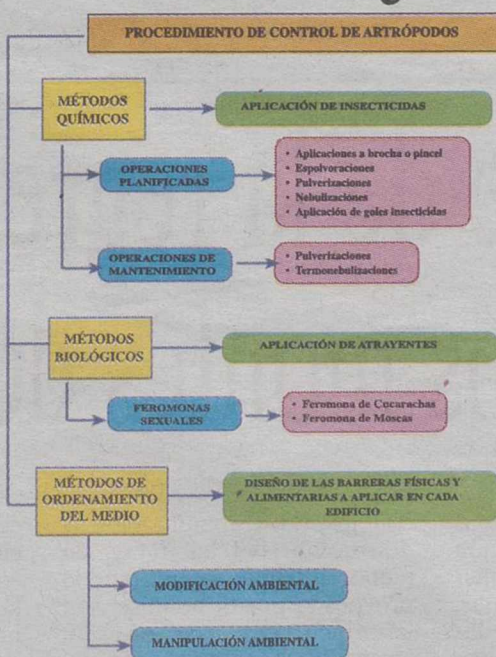 PROCEDIMIENTO DE CONTROL DE ARTRÓPODOS
MÉTODOS
QUÍMICOS
APLICACIÓN DE INSECTICIDAS
OPERACIONES
PLANIFICADAS
• Aplicaciones a brocha o pincel
• Espolvoraciones
• Pulverizaciones
• Nebulizaciones
• Aplicación de geles insecticidas
OPERACIONES DE
MANTENIMIENTO
• Pulverizaciones
• Termonebulizaciones
MÉTODOS
BIOLÓGICOS
APLICACIÓN DE ATRAYENTES
FEROMONAS
SEXUALES
• Feromona de Cucarachas
• Feromona de Moscas
MÉTODOS DE
ORDENAMIENTO
DEL MEDIO
DISEÑO DE LAS BARRERAS FÍSICAS Y
ALIMENTARIAS A APLICAR EN CADA
EDIFICIO
MODIFICACIÓN AMBIENTAL
MANIPULACIÓN AMBIENTAL